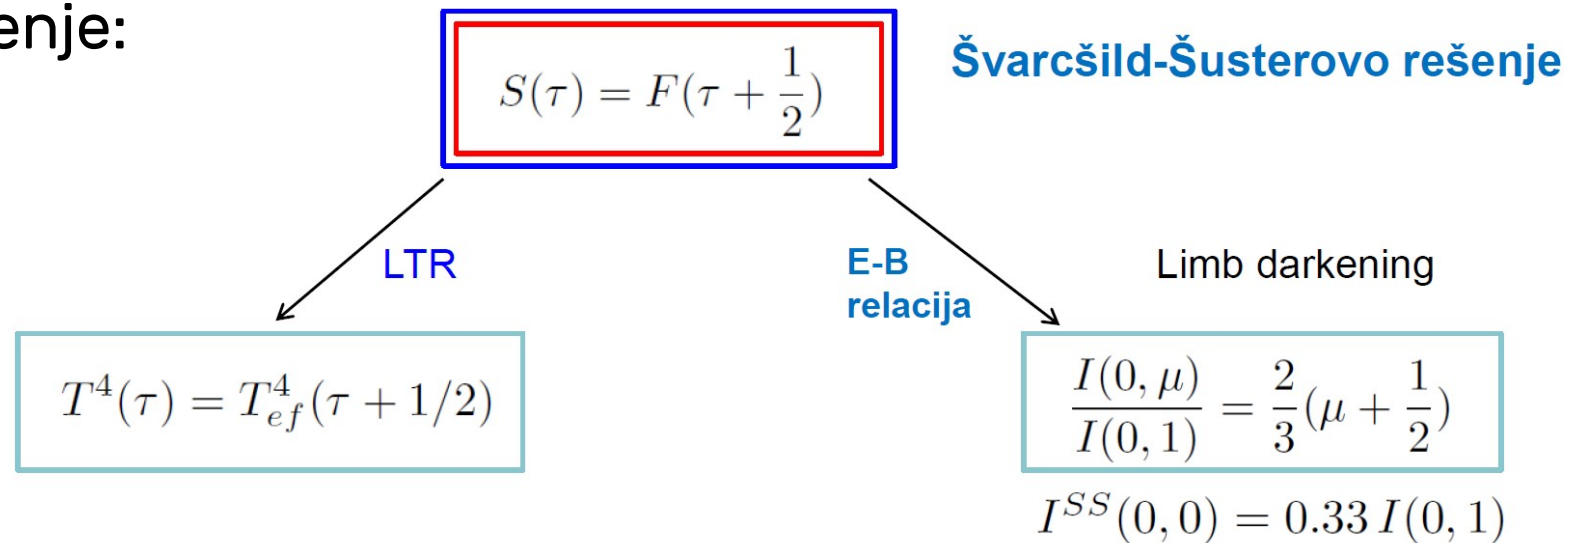 enje:
S(τ) = F(τ + 1/2)
Švarcšild-Šusterovo rešenje
LTR
E-B
relacija
Limb darkening
T⁴(τ) = T⁴_ef(τ + 1/2)
I(0, μ)/I(0, 1) = 2/3(μ + 1/2)
I^SS(0, 0) = 0.33 I(0, 1)